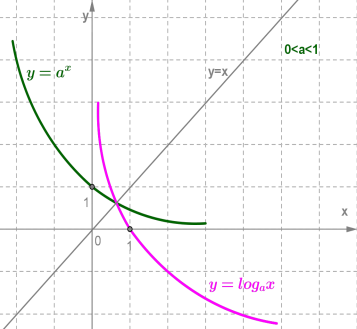 y
0<a<1
y = a^x
y=x
1
x
0
1
y = log_a x